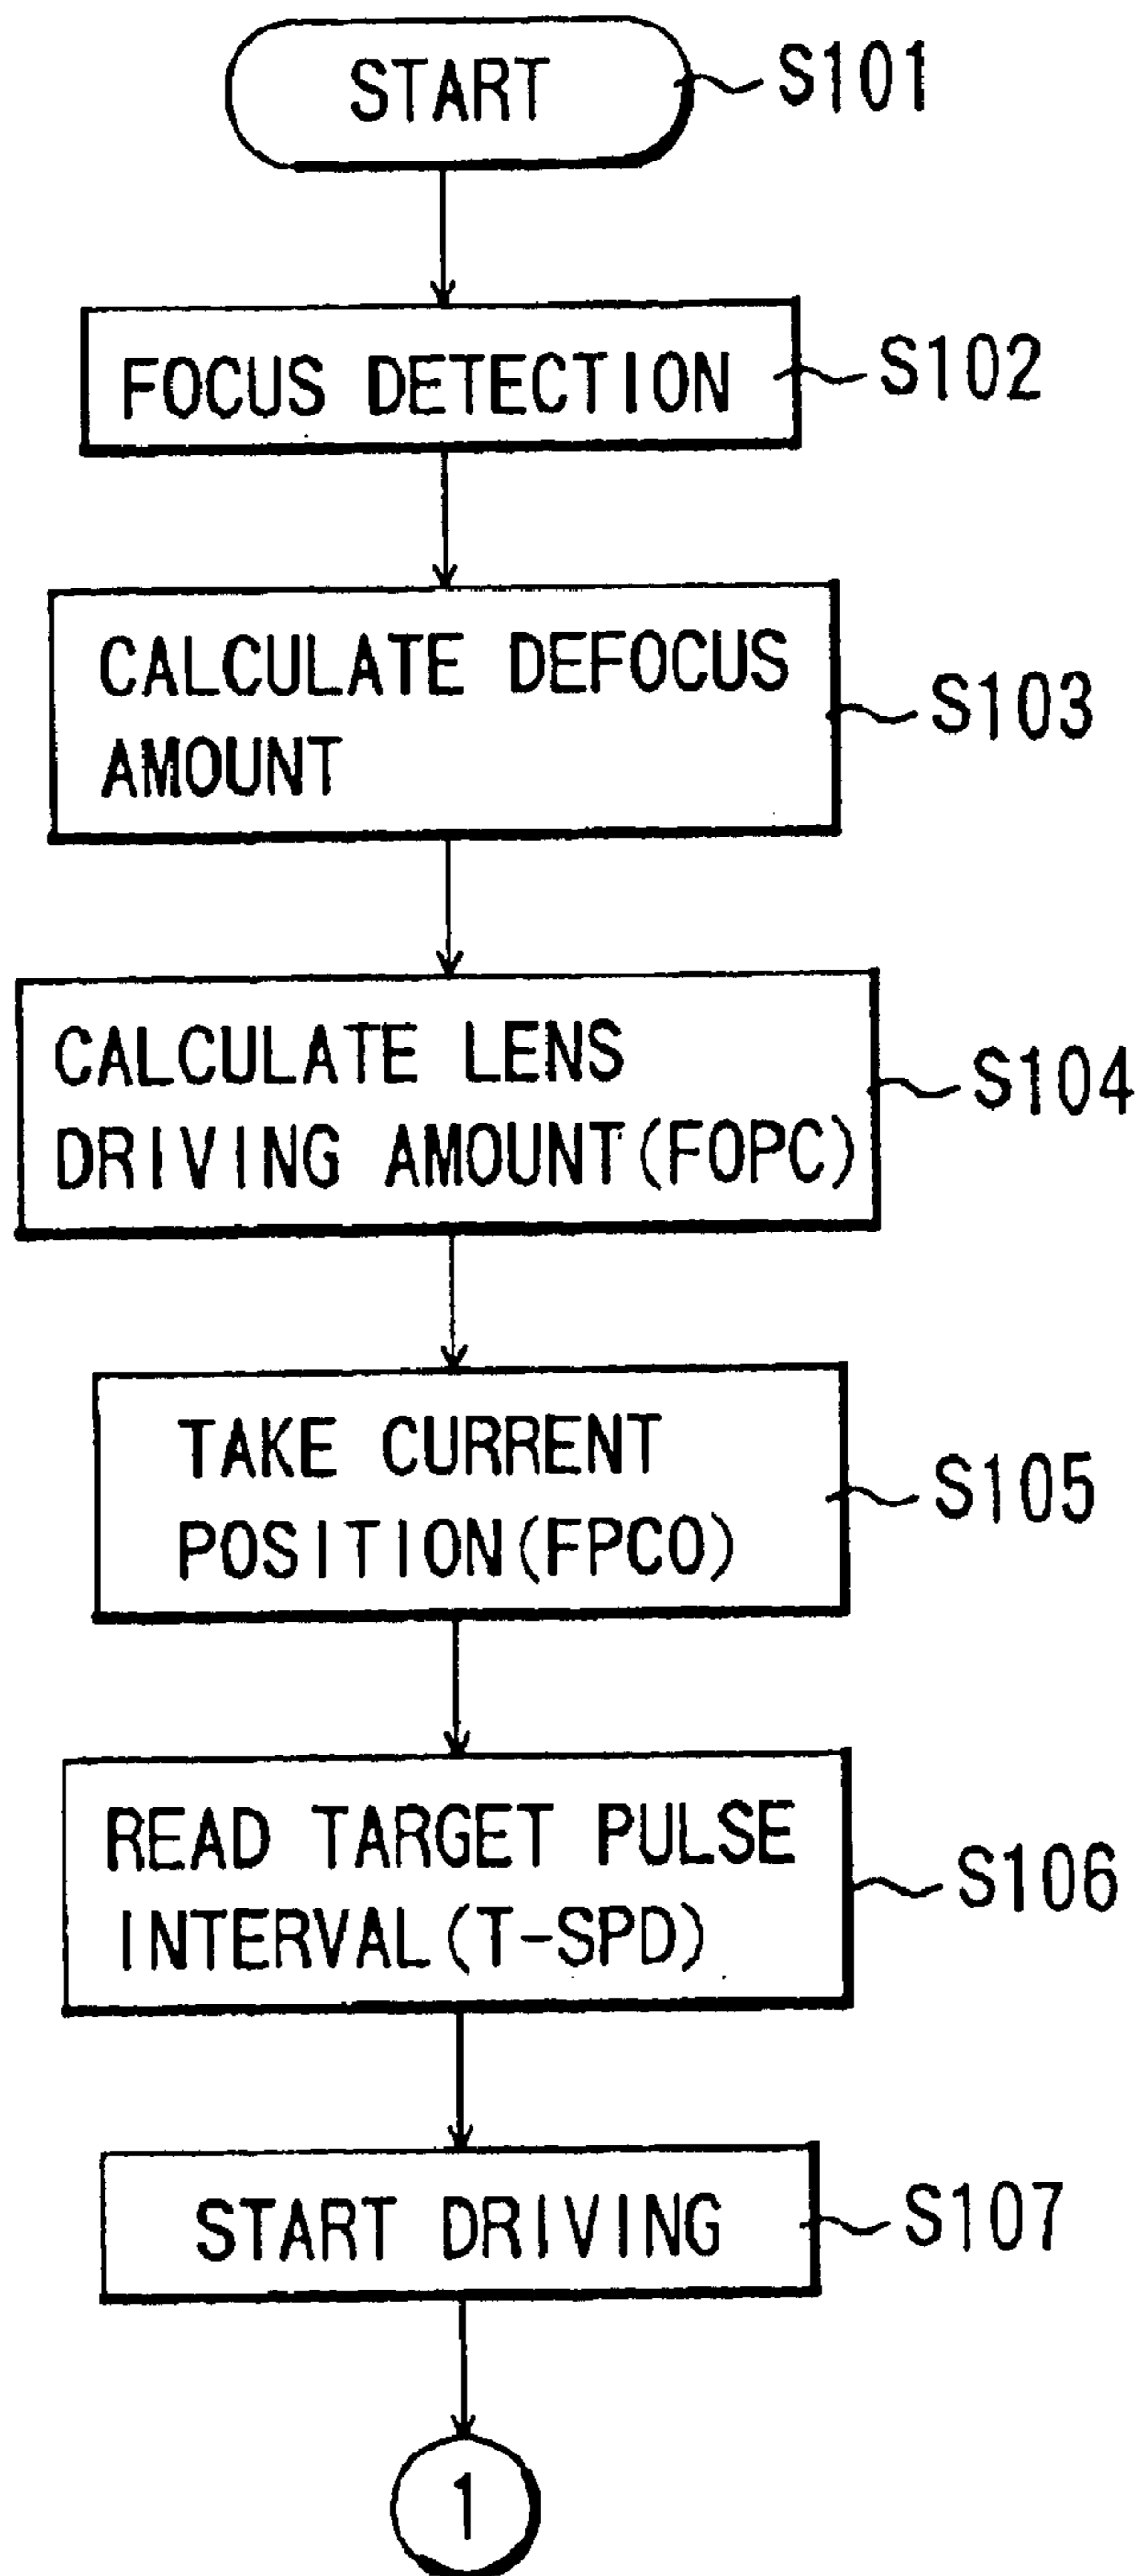 START
S101
FOCUS DETECTION
S102
CALCULATE DEFOCUS
AMOUNT
S103
CALCULATE LENS
DRIVING AMOUNT(FOPC)
S104
TAKE CURRENT
POSITION(FPCO)
S105
READ TARGET PULSE
INTERVAL(T-SPD)
S106
START DRIVING
S107
1